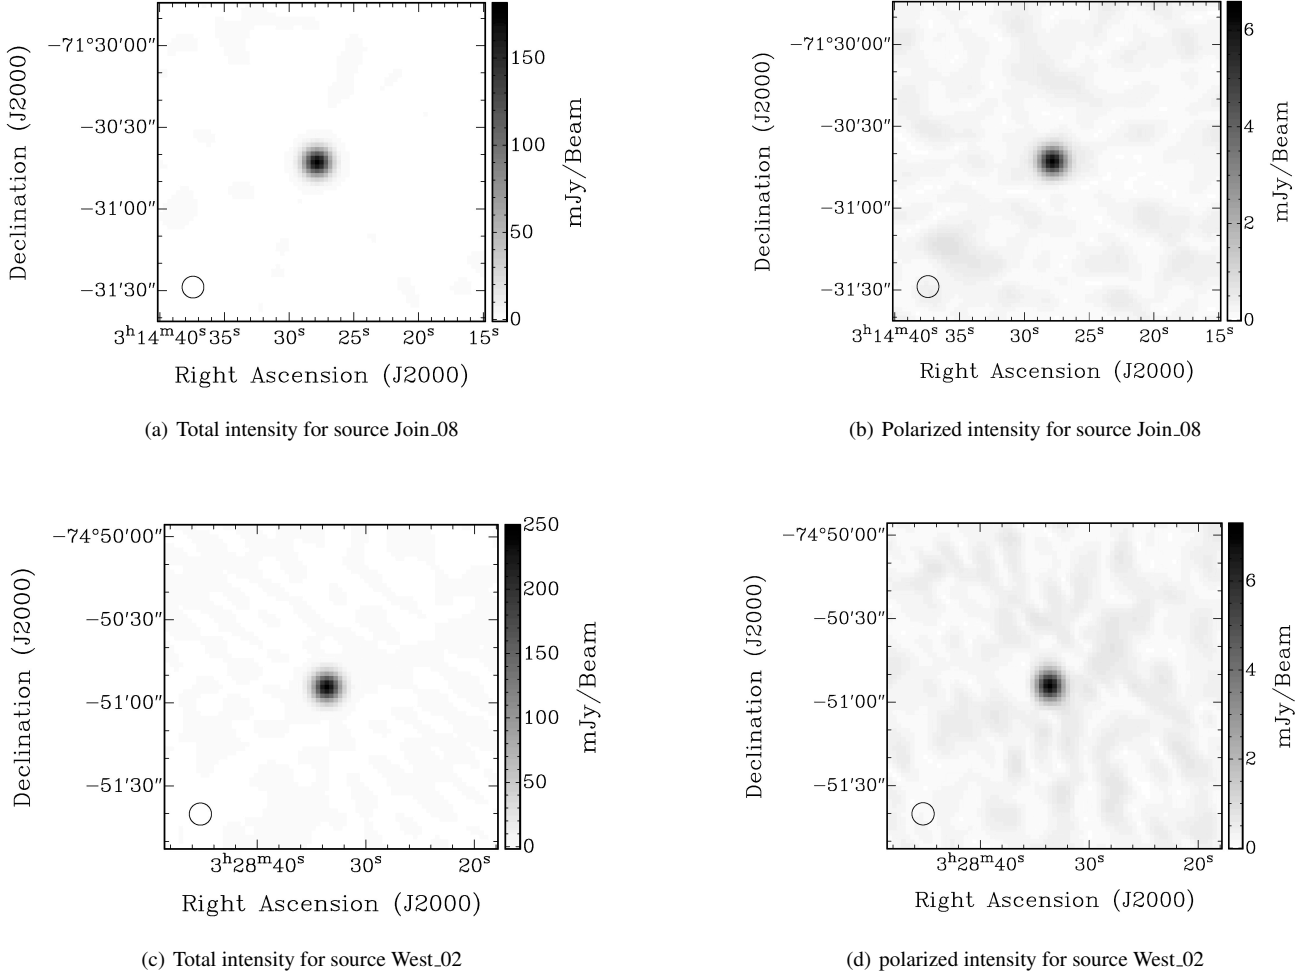 −71°30′00″
−30′30″
−31′00″
−31′30″
3ʰ14ᵐ40ˢ35ˢ 30ˢ 25ˢ 20ˢ 15ˢ
Right Ascension (J2000)
Declination (J2000)
150
100
50
0
mJy/Beam
(a) Total intensity for source Join_08
−71°30′00″
−30′30″
−31′00″
−31′30″
3ʰ14ᵐ40ˢ 35ˢ 30ˢ 25ˢ 20ˢ 15ˢ
Right Ascension (J2000)
Declination (J2000)
6
4
2
0
mJy/Beam
(b) Polarized intensity for source Join_08
−74°50′00″
−50′30″
−51′00″
−51′30″
3ʰ28ᵐ40ˢ 30ˢ 20ˢ
Right Ascension (J2000)
Declination (J2000)
250
200
150
100
50
0
mJy/Beam
(c) Total intensity for source West_02
−74°50′00″
−50′30″
−51′00″
−51′30″
3ʰ28ᵐ40ˢ 30ˢ 20ˢ
Right Ascension (J2000)
Declination (J2000)
6
4
2
0
mJy/Beam
(d) polarized intensity for source West_02